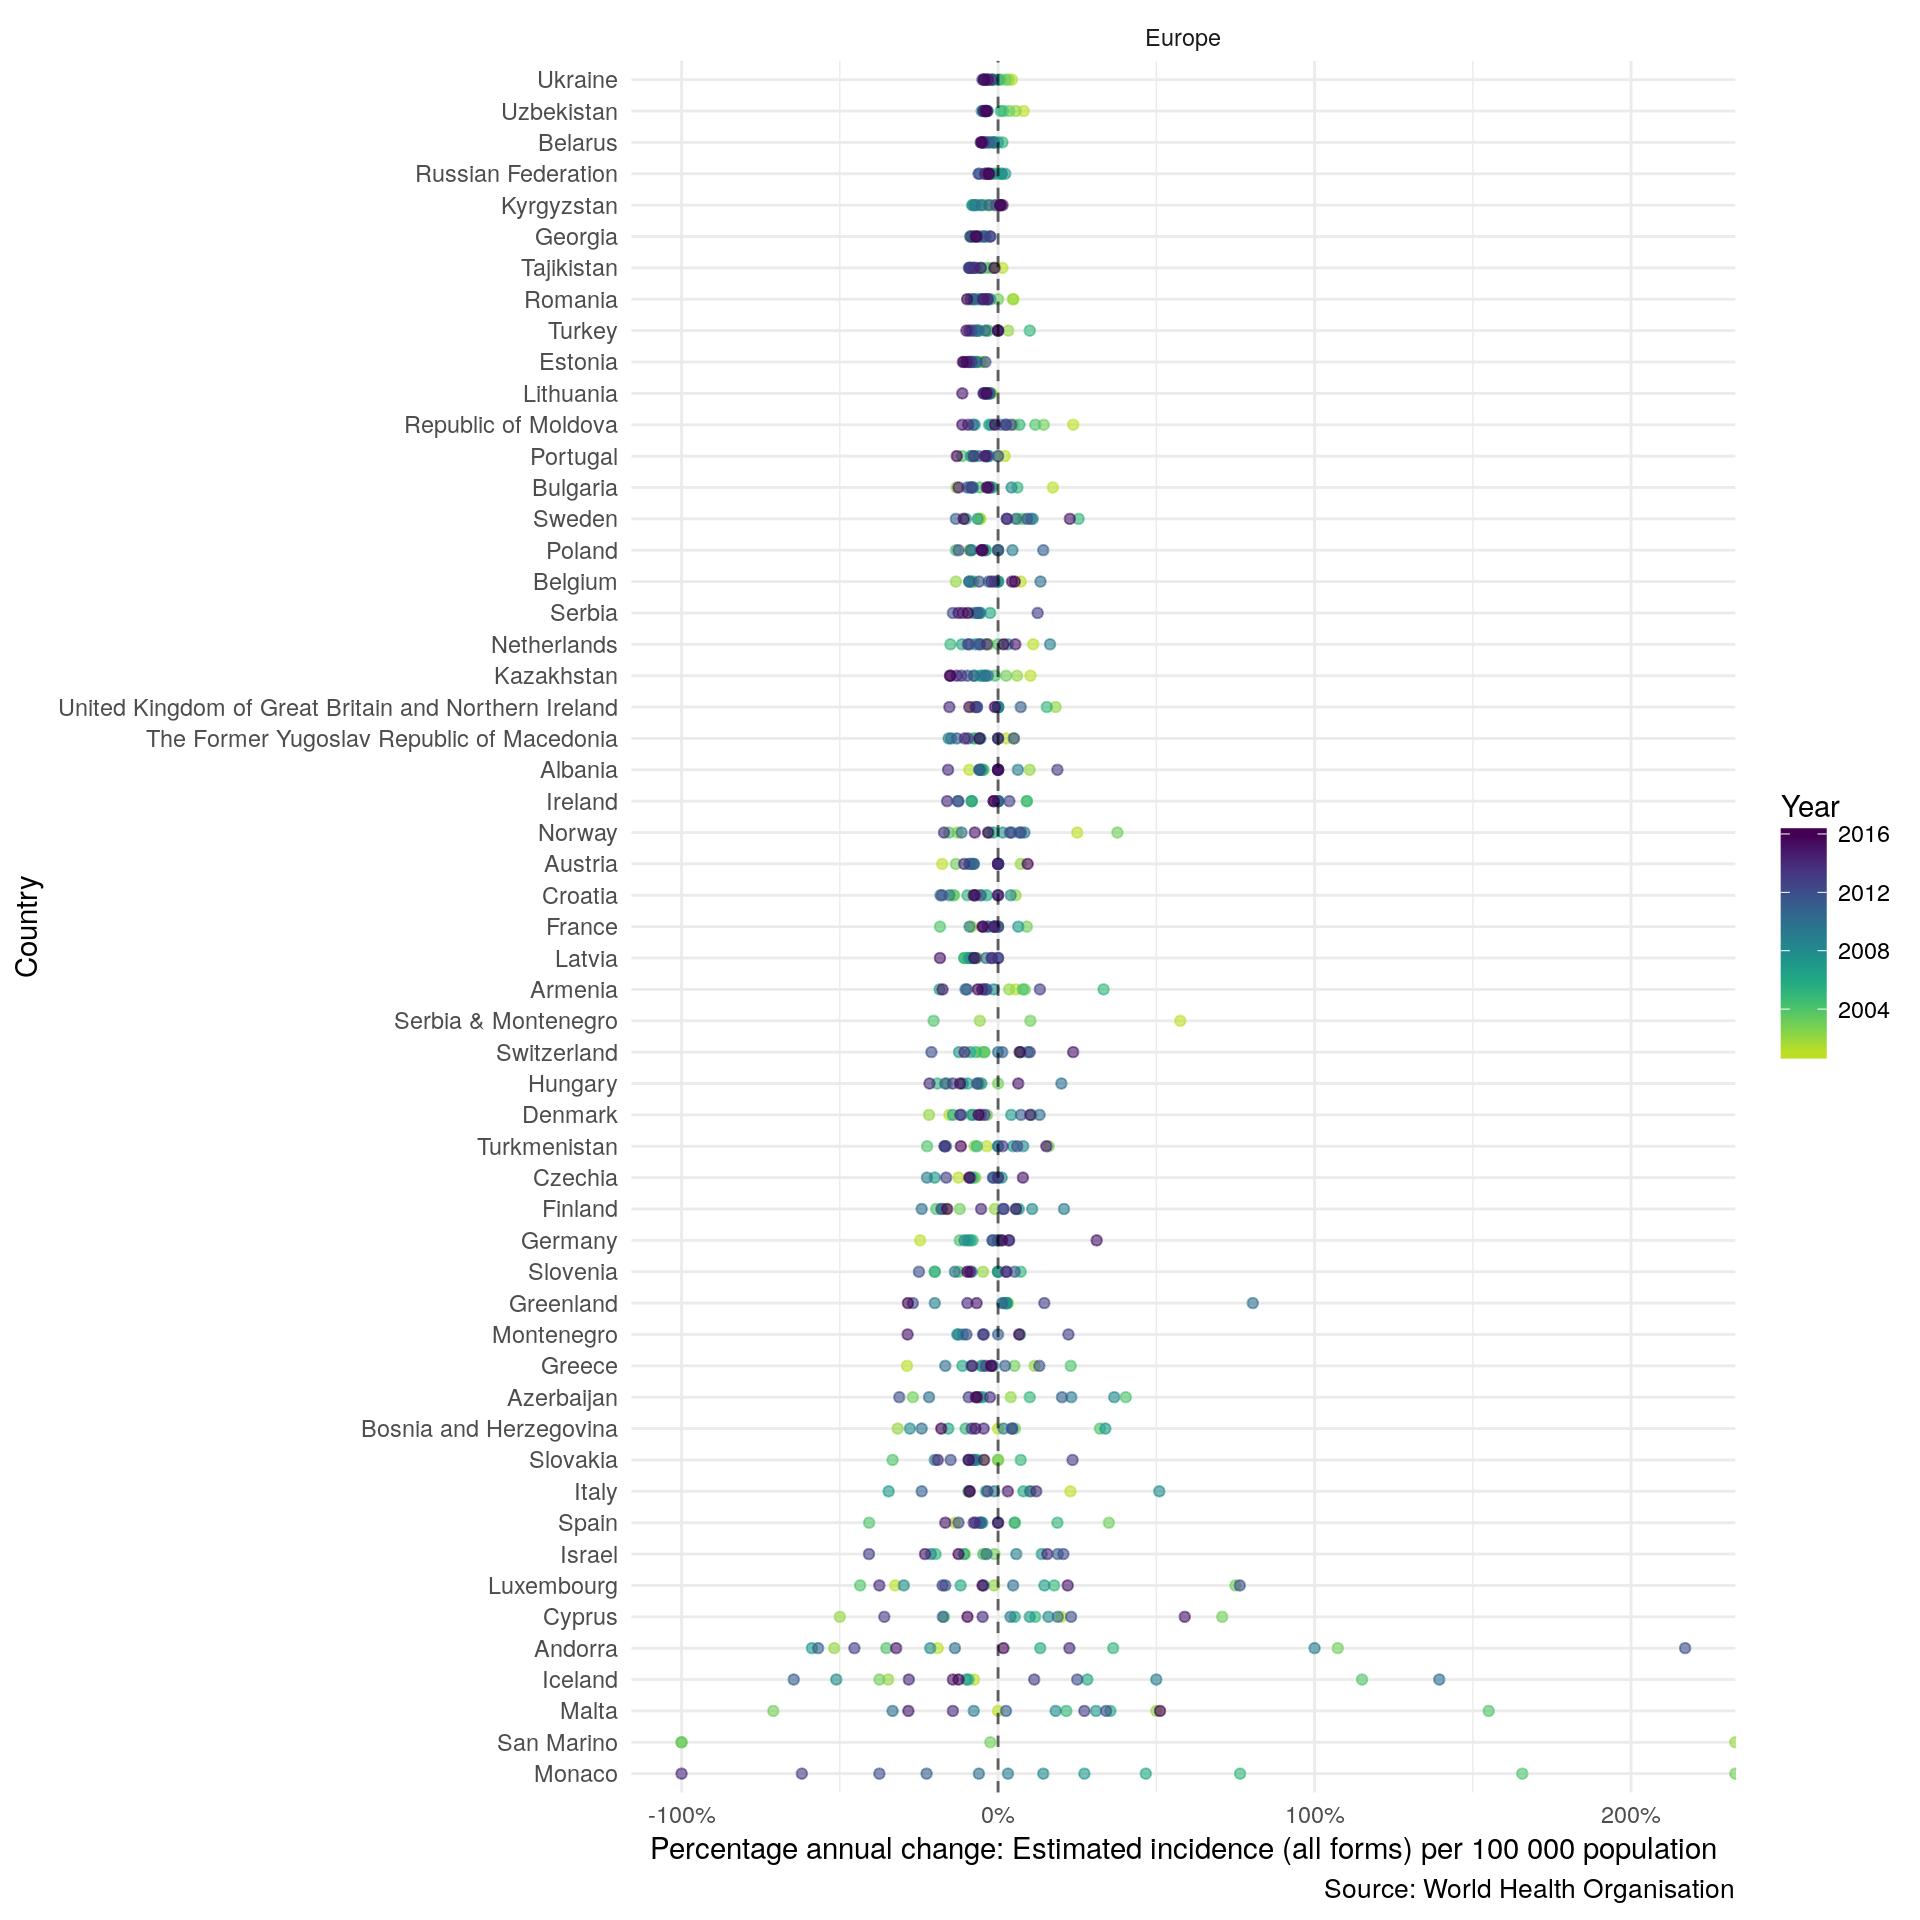 Europe
Ukraine
Uzbekistan
Belarus
Russian Federation
Kyrgyzstan
Georgia
Tajikistan
Romania
Turkey
Estonia
Lithuania
Republic of Moldova
Portugal
Bulgaria
Sweden
Poland
Belgium
Serbia
Netherlands
Kazakhstan
United Kingdom of Great Britain and Northern Ireland
The Former Yugoslav Republic of Macedonia
Albania
Ireland
Norway
Austria
Croatia
France
Latvia
Armenia
Serbia & Montenegro
Switzerland
Hungary
Denmark
Turkmenistan
Czechia
Finland
Germany
Slovenia
Greenland
Montenegro
Greece
Azerbaijan
Bosnia and Herzegovina
Slovakia
Italy
Spain
Israel
Luxembourg
Cyprus
Andorra
Iceland
Malta
San Marino
Monaco
Country
-100% 0% 100% 200%
Percentage annual change: Estimated incidence (all forms) per 100 000 population
Source: World Health Organisation
Year
2016
2012
2008
2004